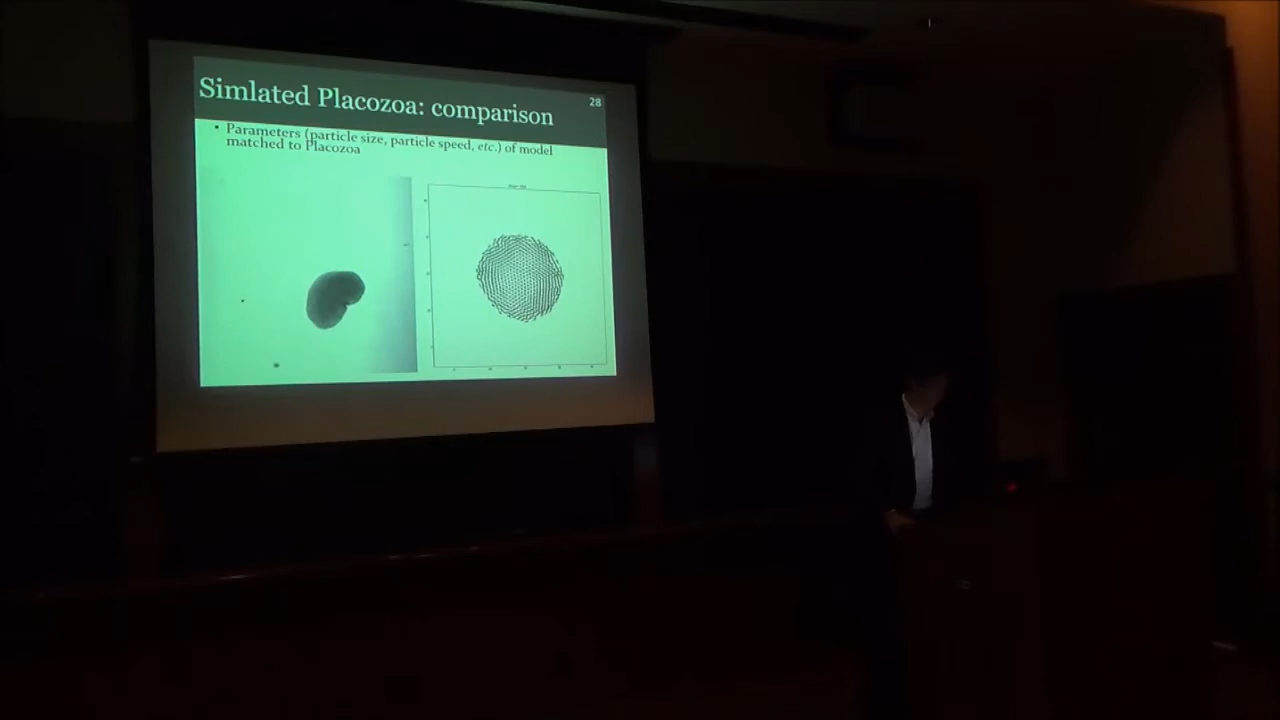 Simlated Placozoa: comparison
28
• Parameters (particle size, particle speed, etc.) of model
matched to Placozoa